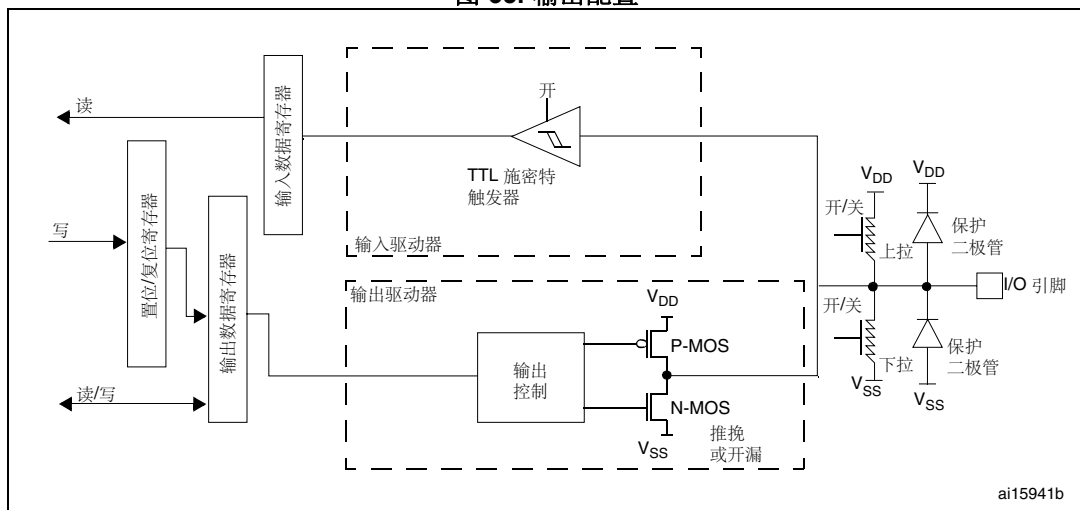 读
写
置位/复位寄存器
读/写
输入数据寄存器
输出数据寄存器
开
TTL 施密特
触发器
输入驱动器
输出驱动器
V_DD
P-MOS
输出
控制
N-MOS
V_SS
推挽
或开漏
V_DD
V_DD
开/关
上拉
保护
二极管
I/O 引脚
开/关
下拉
保护
二极管
V_SS
V_SS
ai15941b